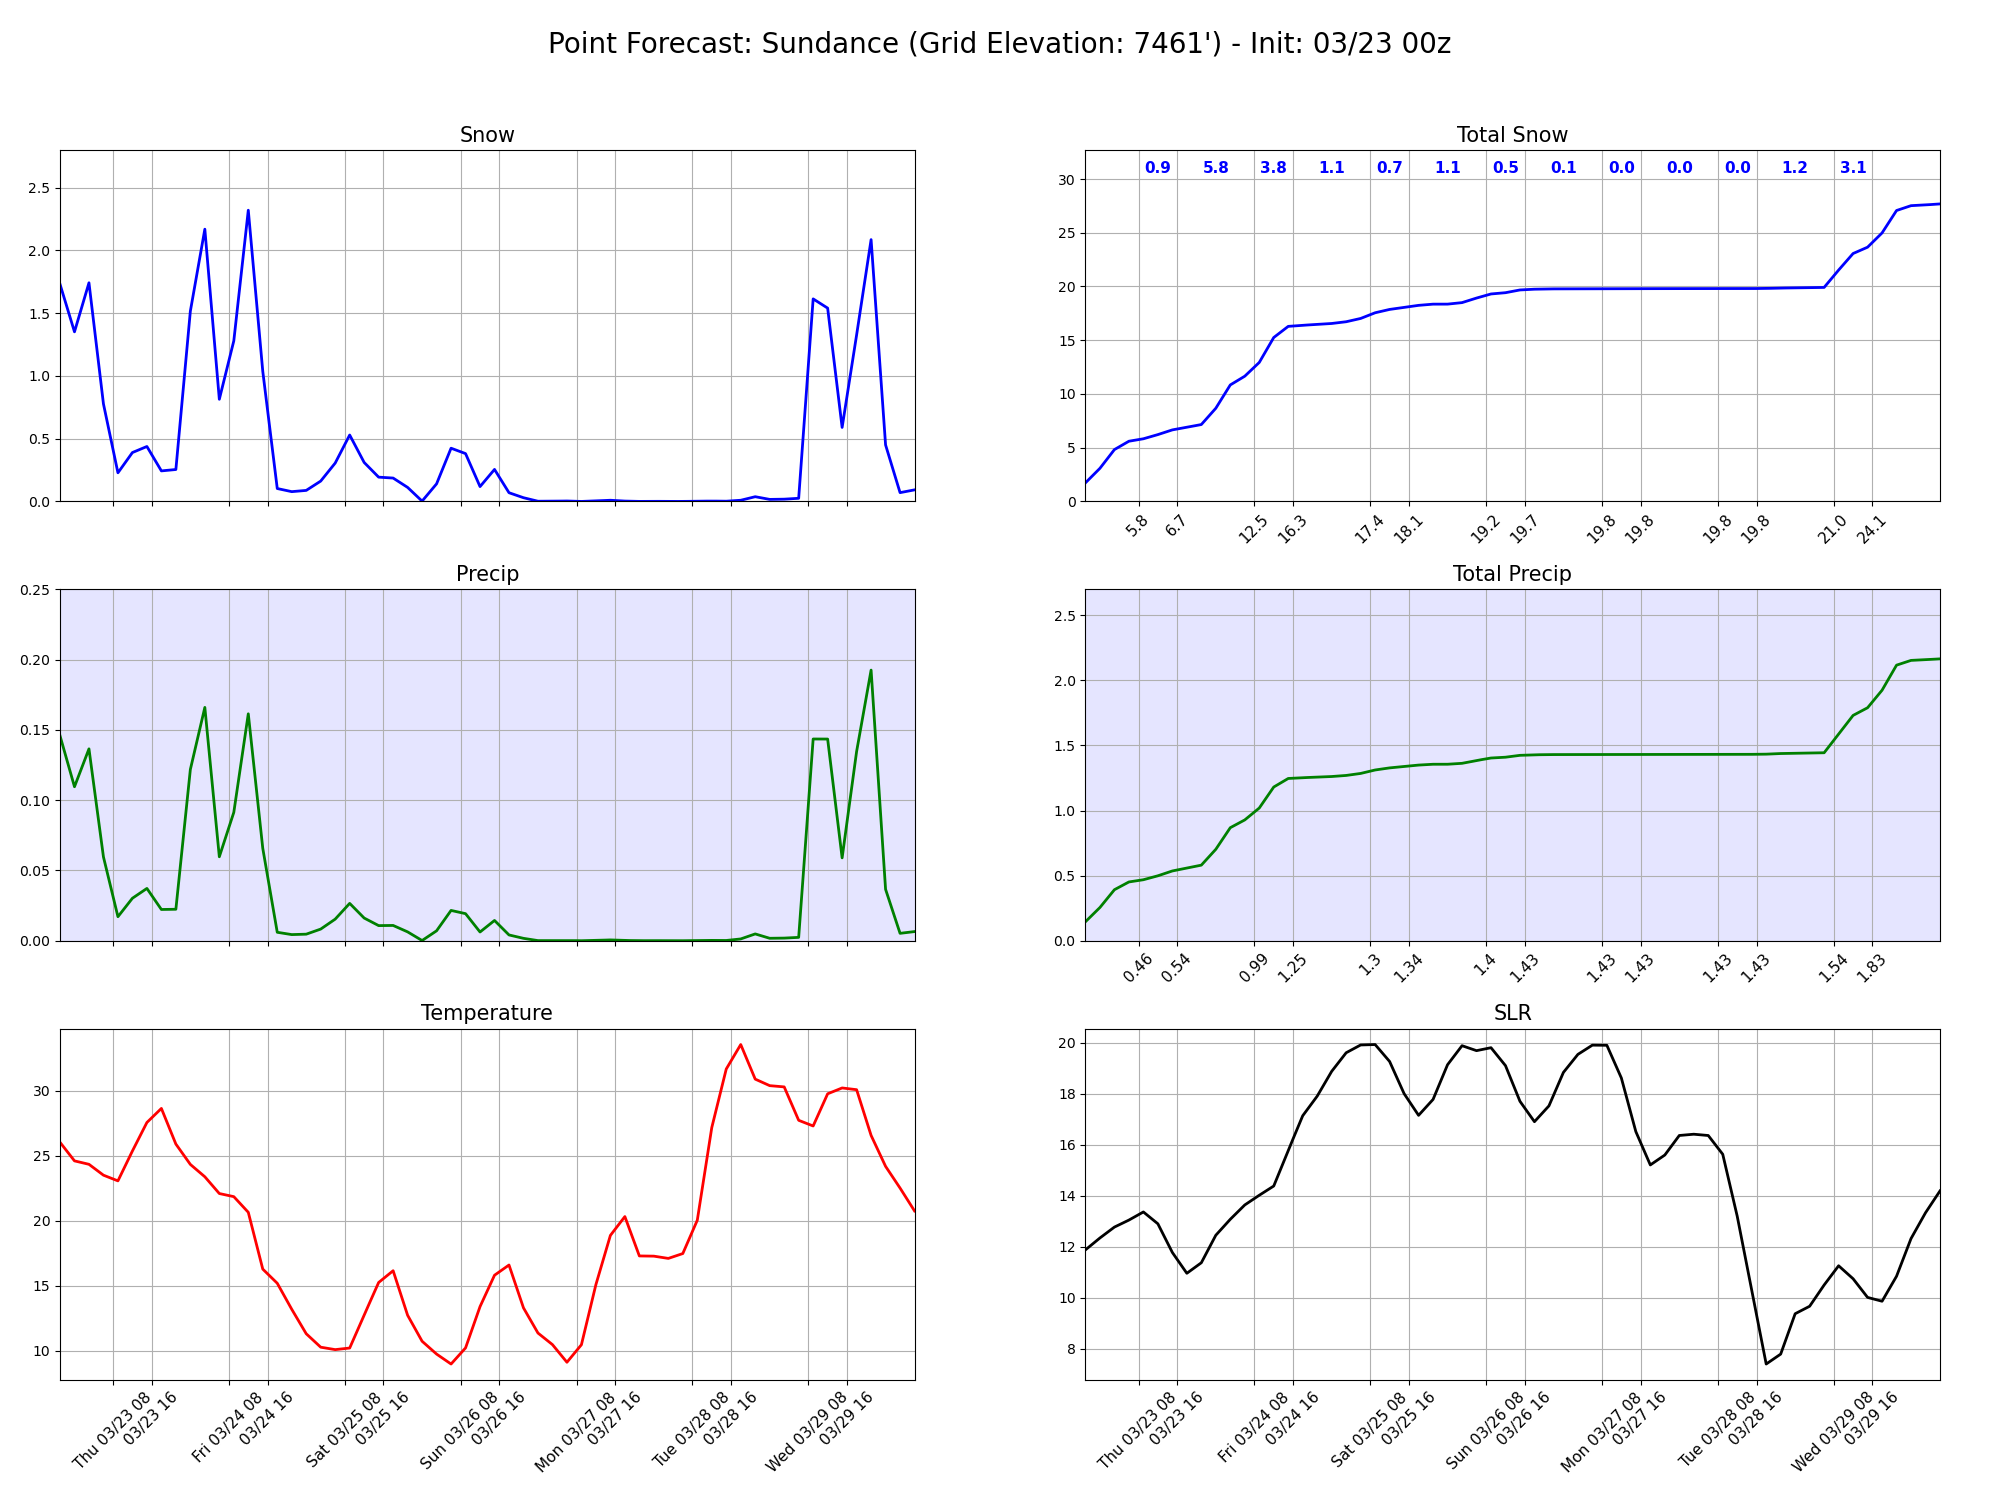 Point Forecast: Sundance (Grid Elevation: 7461') - Init: 03/23 00z
Snow
2.5
2.0
1.5
1.0
0.5
0.0
Total Snow
0.9 5.8 3.8 1.1 0.7 1.1 0.5 0.1 0.0 0.0 0.0 1.2 3.1
30
25
20
15
10
5
0
5.8 6.7 12.5 16.3 17.4 18.1 19.2 19.7 19.8 19.8 19.8 19.8 21.0 24.1
Precip
0.25
0.20
0.15
0.10
0.05
0.00
Total Precip
2.5
2.0
1.5
1.0
0.5
0.0
0.46 0.54 0.99 1.25 1.3 1.34 1.4 1.43 1.43 1.43 1.43 1.43 1.54 1.83
Temperature
30
25
20
15
10
Thu 03/23 08
03/23 16
Fri 03/24 08
03/24 16
Sat 03/25 08
03/25 16
Sun 03/26 08
03/26 16
Mon 03/27 08
03/27 16
Tue 03/28 08
03/28 16
Wed 03/29 08
03/29 16
SLR
20
18
16
14
12
10
8
Thu 03/23 08
03/23 16
Fri 03/24 08
03/24 16
Sat 03/25 08
03/25 16
Sun 03/26 08
03/26 16
Mon 03/27 08
03/27 16
Tue 03/28 08
03/28 16
Wed 03/29 08
03/29 16